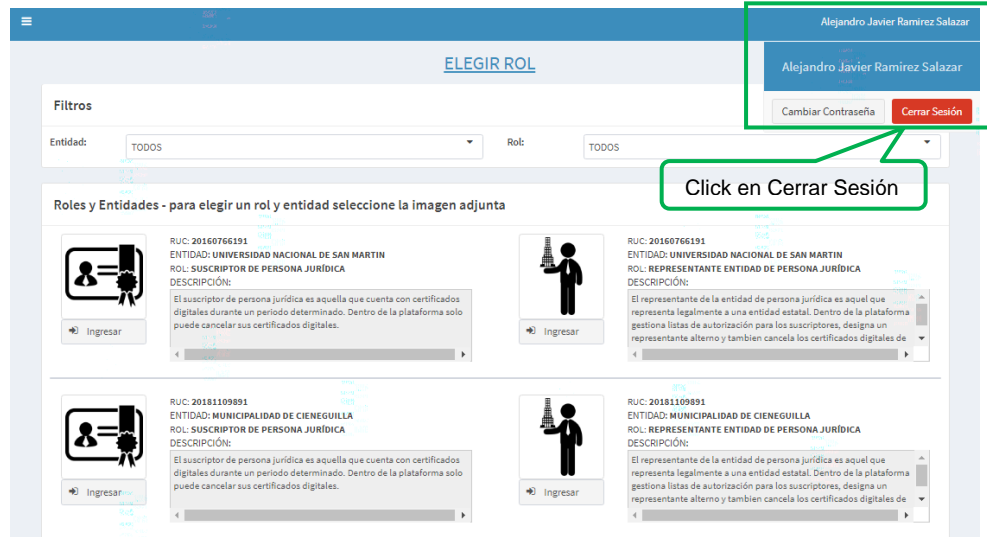 Alejandro Javier Ramirez Salazar
ELEGIR ROL
Alejandro Javier Ramirez Salazar
Filtros
Cambiar Contraseña
Cerrar Sesión
Entidad:
TODOS
Rol:
TODOS
Click en Cerrar Sesión
Roles y Entidades - para elegir un rol y entidad seleccione la imagen adjunta
RUC: 20160766191
ENTIDAD: UNIVERSIDAD NACIONAL DE SAN MARTIN
ROL: SUSCRIPTOR DE PERSONA JURÍDICA
DESCRIPCIÓN:
El suscriptor de persona jurídica es aquella que cuenta con certificados
digitales durante un periodo determinado. Dentro de la plataforma solo
puede cancelar sus certificados digitales.
Ingresar
RUC: 20160766191
ENTIDAD: UNIVERSIDAD NACIONAL DE SAN MARTIN
ROL: REPRESENTANTE ENTIDAD DE PERSONA JURÍDICA
DESCRIPCIÓN:
El representante de la entidad de persona jurídica es aquel que
representa legalmente a una entidad estatal. Dentro de la plataforma
gestiona listas de autorización para los suscriptores, designa un
representante alterno y tambien cancela los certificados digitales de
Ingresar
RUC: 20181109891
ENTIDAD: MUNICIPALIDAD DE CIENEGUILLA
ROL: SUSCRIPTOR DE PERSONA JURÍDICA
DESCRIPCIÓN:
El suscriptor de persona jurídica es aquella que cuenta con certificados
digitales durante un periodo determinado. Dentro de la plataforma solo
puede cancelar sus certificados digitales.
Ingresar
RUC: 20181109891
ENTIDAD: MUNICIPALIDAD DE CIENEGUILLA
ROL: REPRESENTANTE ENTIDAD DE PERSONA JURÍDICA
DESCRIPCIÓN:
El representante de la entidad de persona jurídica es aquel que
representa legalmente a una entidad estatal. Dentro de la plataforma
gestiona listas de autorización para los suscriptores, designa un
representante alterno y tambien cancela los certificados digitales de
Ingresar